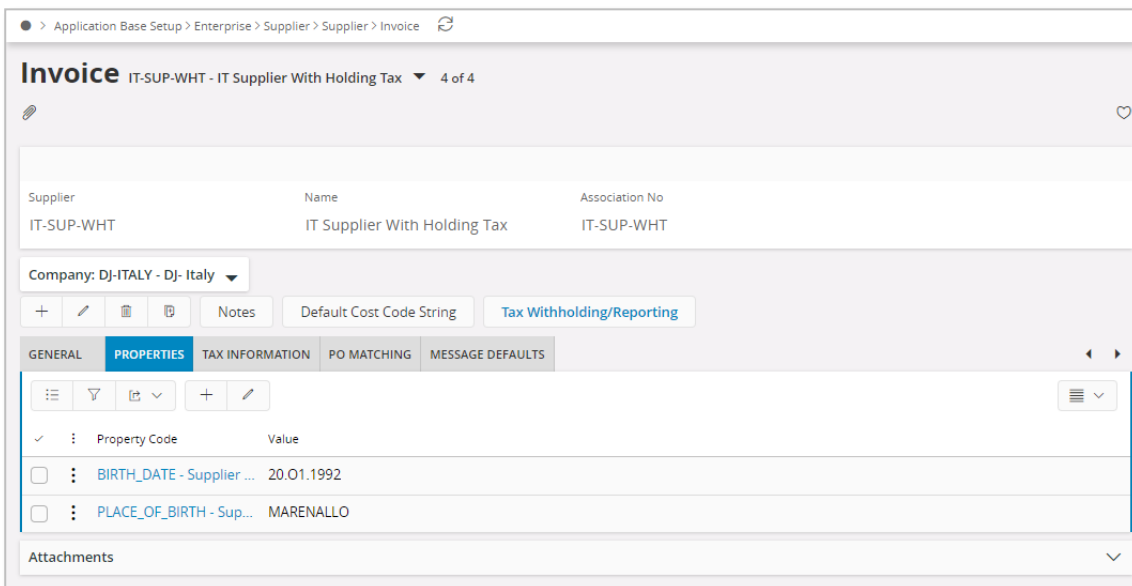 Application Base Setup > Enterprise > Supplier > Supplier > Invoice
Invoice IT-SUP-WHT - IT Supplier With Holding Tax 4 of 4
Supplier Name Association No
IT-SUP-WHT IT Supplier With Holding Tax IT-SUP-WHT
Company: DJ-ITALY - DJ- Italy
Notes Default Cost Code String Tax Withholding/Reporting
GENERAL PROPERTIES TAX INFORMATION PO MATCHING MESSAGE DEFAULTS
Property Code Value
BIRTH_DATE - Supplier ... 20.O1.1992
PLACE_OF_BIRTH - Sup... MARENALLO
Attachments